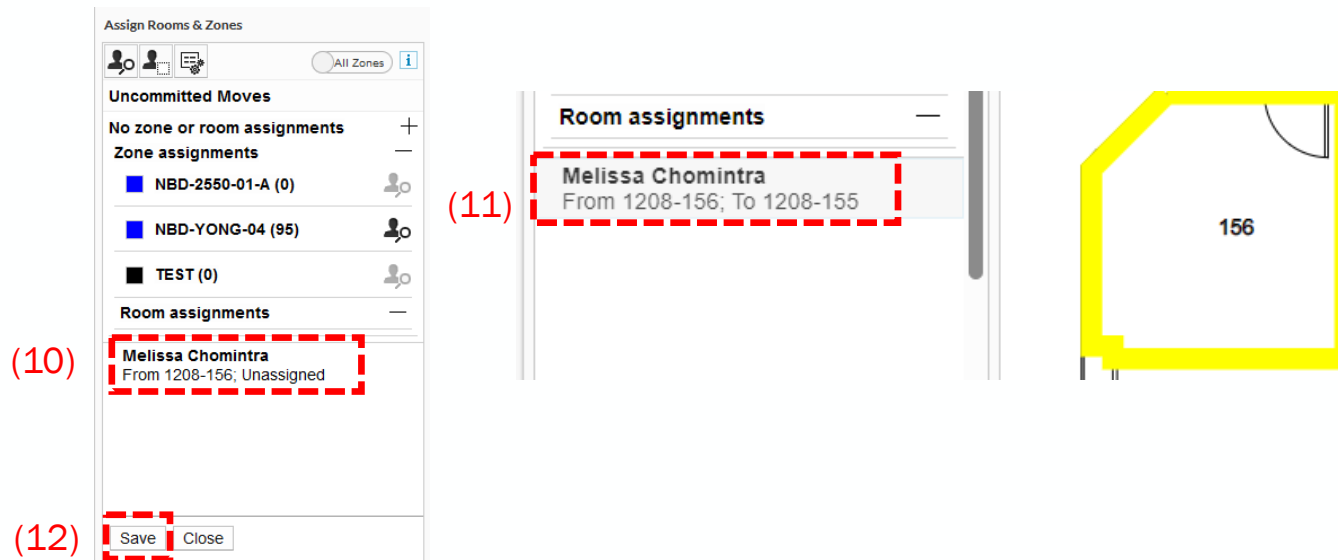 Assign Rooms & Zones
All Zones i
Uncommitted Moves
No zone or room assignments
Zone assignments
NBD-2550-01-A (0)
NBD-YONG-04 (95)
TEST (0)
Room assignments
(10)
Melissa Chomintra
From 1208-156; Unassigned
(12)
Save Close
Room assignments
(11)
Melissa Chomintra
From 1208-156; To 1208-155
156